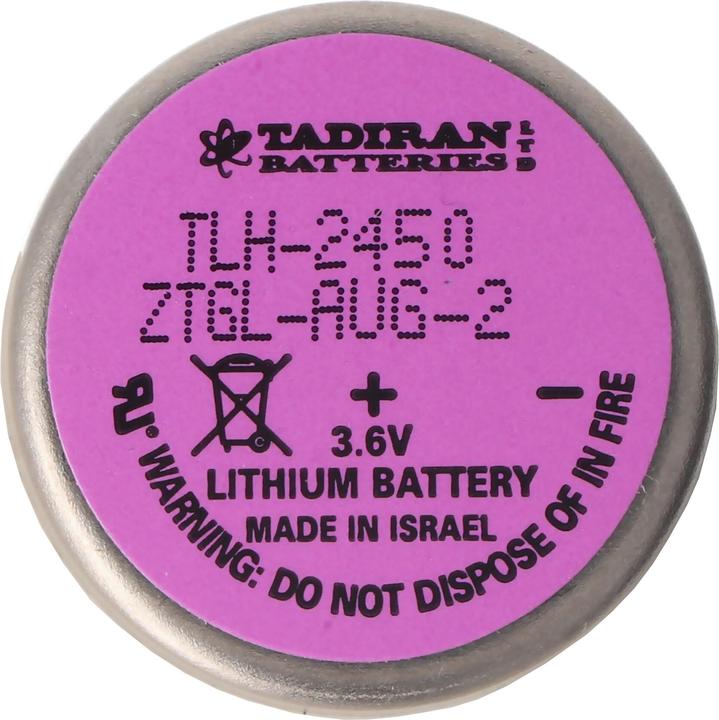 TADIRAN LTD
BATTERIES
TLH-2450
ZTGL-AUG-2
+ -
3.6V
LITHIUM BATTERY
MADE IN ISRAEL
WARNING: DO NOT DISPOSE OF IN FIRE